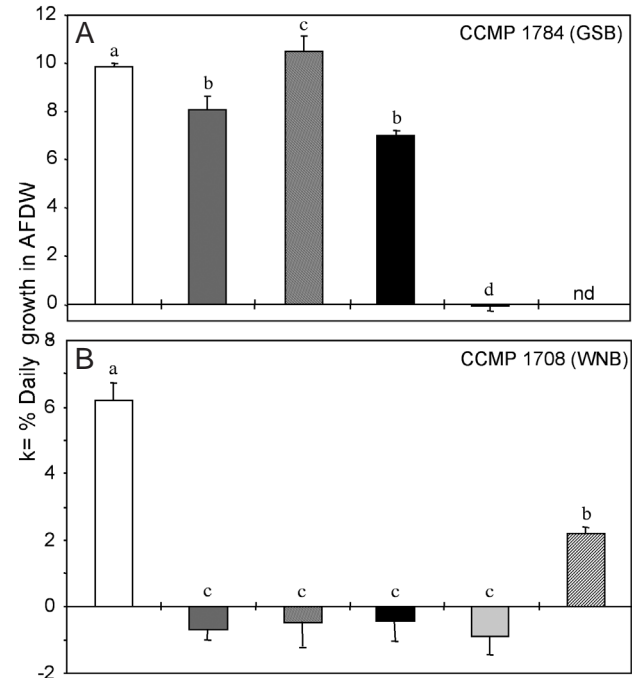 k= % Daily growth in AFDW
A
CCMP 1784 (GSB)
12
10
8
6
4
2
0
a
b
c
b
d
nd
B
CCMP 1708 (WNB)
8
6
4
2
0
-2
a
c
c
c
c
b